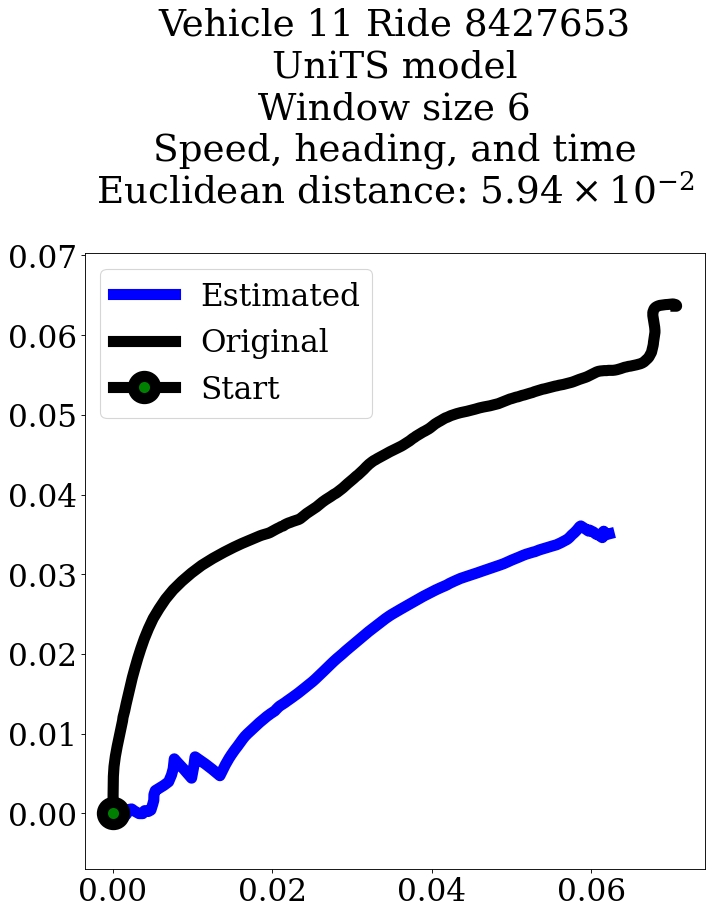 Vehicle 11 Ride 8427653
UniTS model
Window size 6
Speed, heading, and time
Euclidean distance: 5.94 × 10⁻²
0.07
0.06
0.05
0.04
0.03
0.02
0.01
0.00
Estimated
Original
Start
0.00 0.02 0.04 0.06